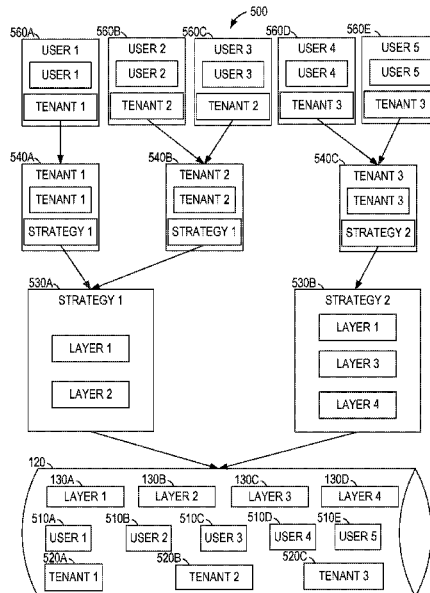 500
560A 560B 560C 560D 560E
USER 1 USER 2 USER 3 USER 4 USER 5
USER 1 USER 2 USER 3 USER 4 USER 5
TENANT 1 TENANT 2 TENANT 2 TENANT 3 TENANT 3
540A 540B 540C
TENANT 1 TENANT 2 TENANT 3
TENANT 1 TENANT 2 TENANT 3
STRATEGY 1 STRATEGY 1 STRATEGY 2
530A 530B
STRATEGY 1 STRATEGY 2
LAYER 1 LAYER 1
LAYER 2 LAYER 3
LAYER 4
120
130A 130B 130C 130D
LAYER 1 LAYER 2 LAYER 3 LAYER 4
510A 510B 510C 510D 510E
USER 1 USER 2 USER 3 USER 4 USER 5
520A 520B 520C
TENANT 1 TENANT 2 TENANT 3